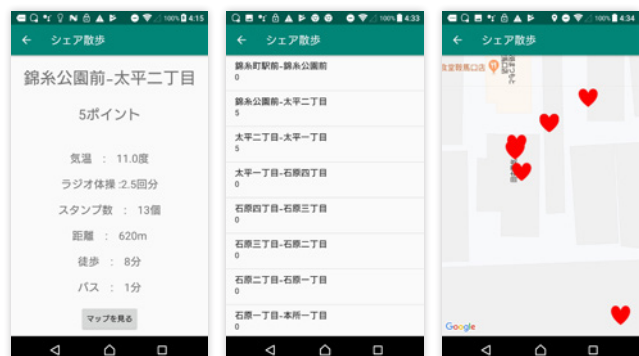 4:15
シェア散歩
錦糸公園前-太平二丁目
5ポイント
気温 : 11.0度
ラジオ体操:2.5回分
スタンプ数 : 13個
距離 : 620m
徒歩 : 8分
バス : 1分
マップを見る
100% 4:33
シェア散歩
錦糸町駅前-錦糸公園前
0
錦糸公園前-太平二丁目
5
太平二丁目-太平一丁目
5
太平一丁目-石原四丁目
0
石原四丁目-石原三丁目
0
石原三丁目-石原二丁目
0
石原二丁目-石原一丁目
0
石原一丁目-本所一丁目
0
100% 4:34
シェア散歩
Google